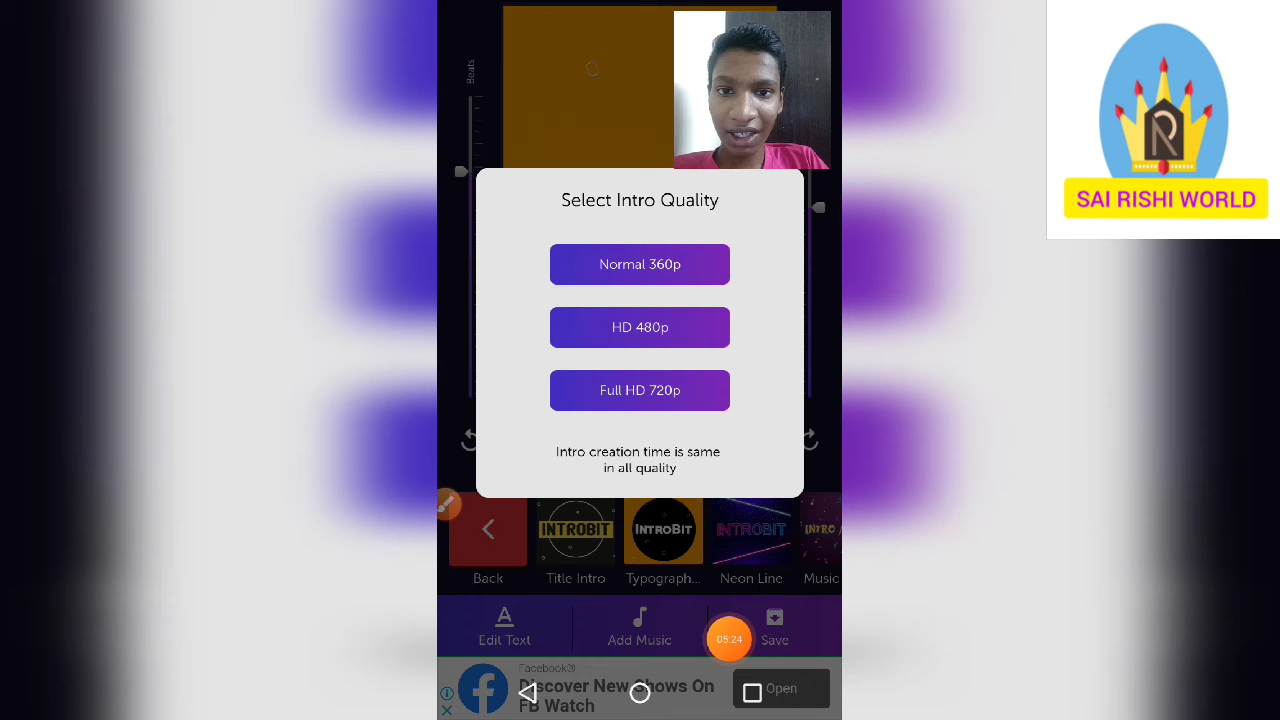 Beats
Select Intro Quality
Normal 360p
HD 480p
Full HD 720p
Intro creation time is same
in all quality
SAI RISHI WORLD
INTROBIT
INTROBIT
INTROBIT
INTRO
Back
Title Intro
Typograph...
Neon Line
Music
Edit Text
Add Music
05:24
Save
Facebook®
Discover New Shows On
FB Watch
Open